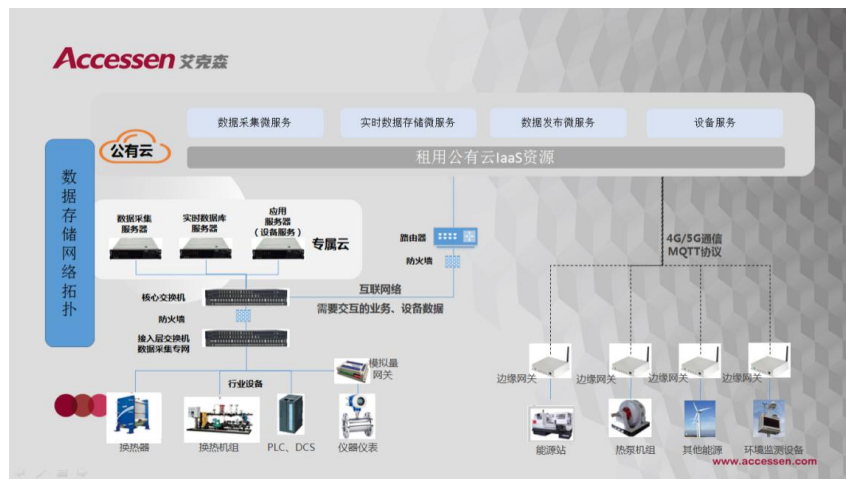 Accessen 艾克森
数据采集微服务
实时数据存储微服务
数据发布微服务
设备服务
公有云
租用公有云IaaS资源
数据存储网络拓扑
数据采集
服务器
实时数据库
服务器
应用
服务器
(设备服务)
专属云
路由器
防火墙
4G/5G通信
MQTT协议
互联网络
需要交互的业务、设备数据
核心交换机
防火墙
接入层交换机
数据采集专网
行业设备
模拟量
网关
换热器
换热机组
PLC、DCS
仪器仪表
边缘网关
边缘网关
边缘网关
边缘网关
能源站
热泵机组
其他能源
环境监测设备
www.accessen.com